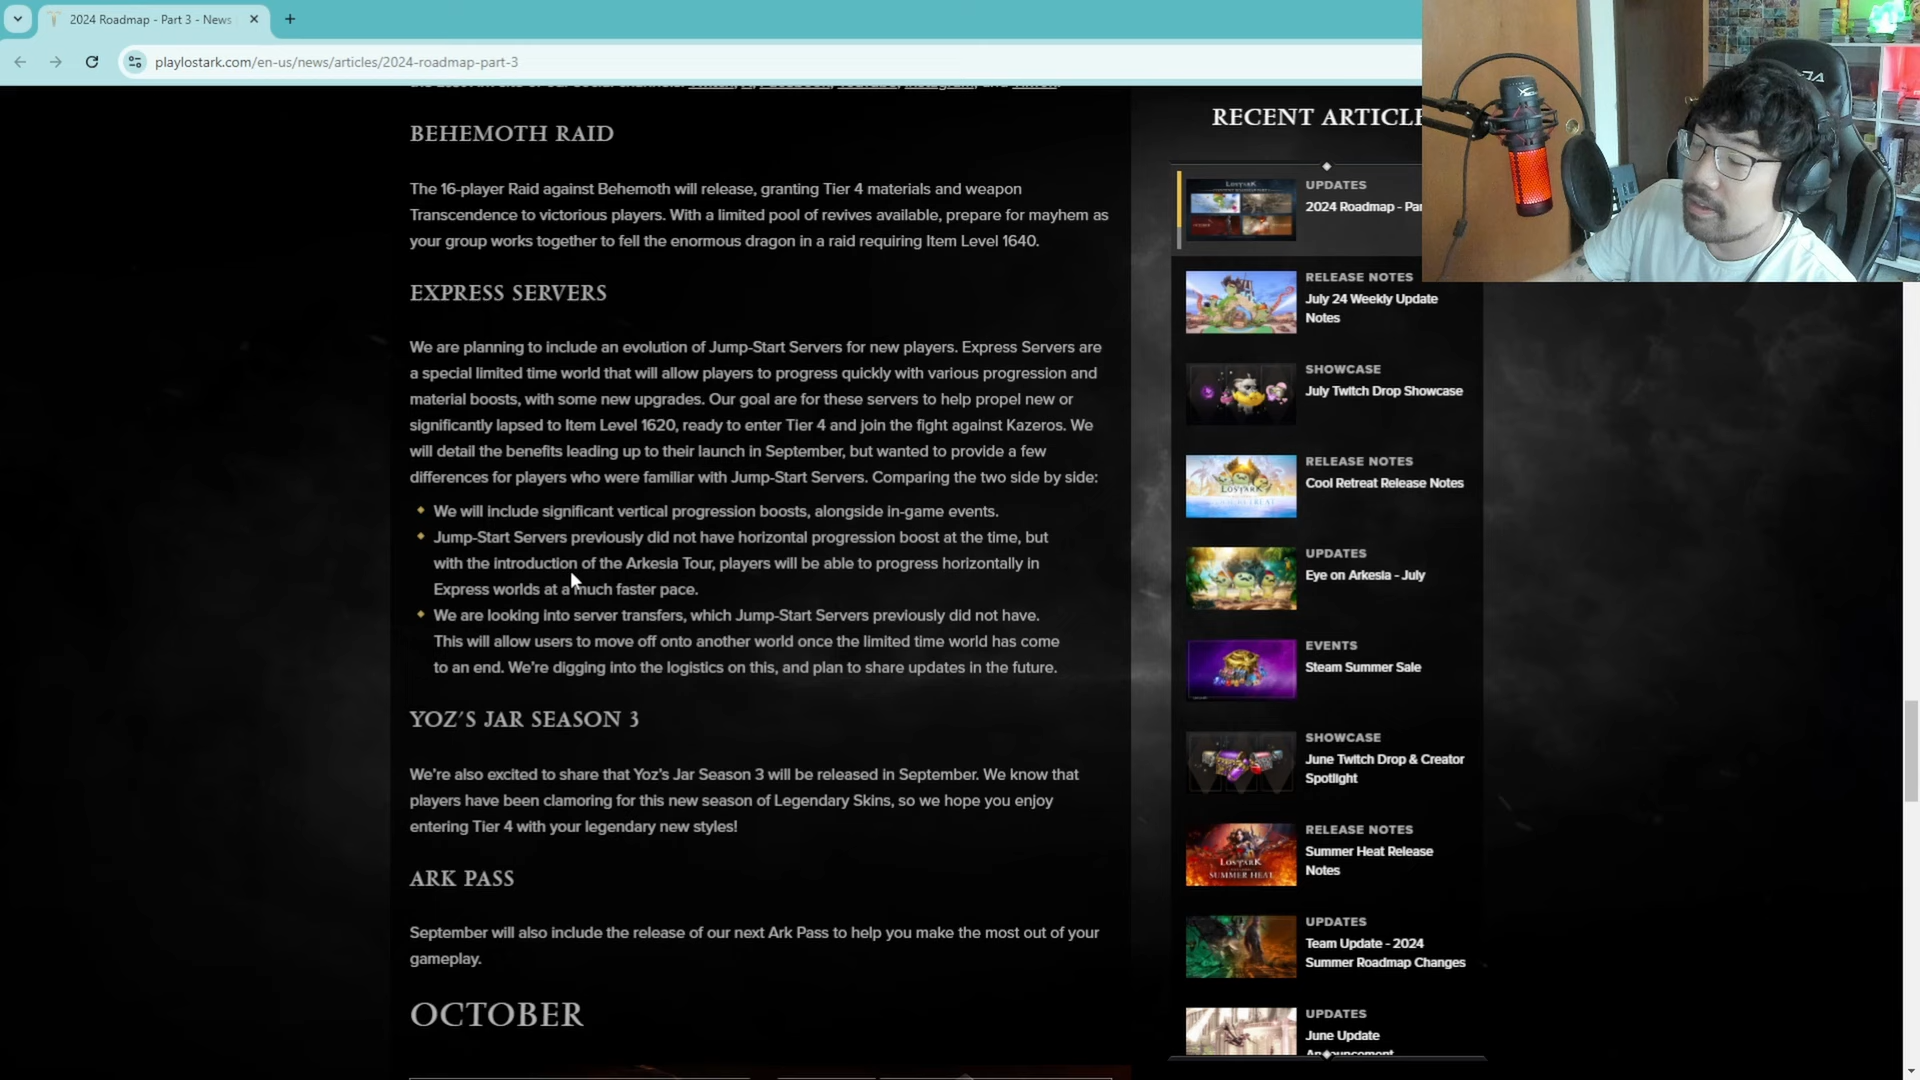 2024 Roadmap - Part 3 - News
playlostark.com/en-us/news/articles/2024-roadmap-part-3
BEHEMOTH RAID
The 16-player Raid against Behemoth will release, granting Tier 4 materials and weapon
Transcendence to victorious players. With a limited pool of revives available, prepare for mayhem as
your group works together to fell the enormous dragon in a raid requiring Item Level 1640.
EXPRESS SERVERS
We are planning to include an evolution of Jump-Start Servers for new players. Express Servers are
a special limited time world that will allow players to progress quickly with various progression and
material boosts, with some new upgrades. Our goal are for these servers to help propel new or
significantly lapsed to Item Level 1620, ready to enter Tier 4 and join the fight against Kazeros. We
will detail the benefits leading up to their launch in September, but wanted to provide a few
differences for players who were familiar with Jump-Start Servers. Comparing the two side by side:
We will include significant vertical progression boosts, alongside in-game events.
Jump-Start Servers previously did not have horizontal progression boost at the time, but
with the introduction of the Arkesia Tour, players will be able to progress horizontally in
Express worlds at a much faster pace.
We are looking into server transfers, which Jump-Start Servers previously did not have.
This will allow users to move off onto another world once the limited time world has come
to an end. We're digging into the logistics on this, and plan to share updates in the future.
YOZ'S JAR SEASON 3
We're also excited to share that Yoz's Jar Season 3 will be released in September. We know that
players have been clamoring for this new season of Legendary Skins, so we hope you enjoy
entering Tier 4 with your legendary new styles!
ARK PASS
September will also include the release of our next Ark Pass to help you make the most out of your
gameplay.
OCTOBER
RECENT ARTICLE
UPDATES
2024 Roadmap - Par
RELEASE NOTES
July 24 Weekly Update
Notes
SHOWCASE
July Twitch Drop Showcase
RELEASE NOTES
Cool Retreat Release Notes
UPDATES
Eye on Arkesia - July
EVENTS
Steam Summer Sale
SHOWCASE
June Twitch Drop & Creator
Spotlight
RELEASE NOTES
Summer Heat Release
Notes
LOST ARK
SUMMER HEAT
UPDATES
Team Update - 2024
Summer Roadmap Changes
UPDATES
June Update
Announcement